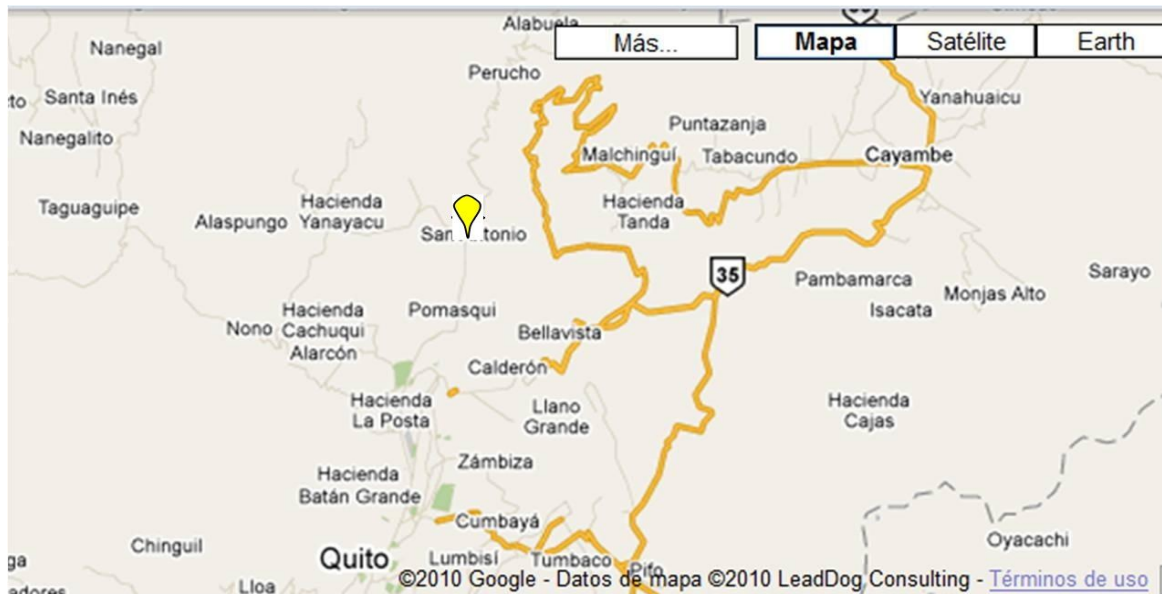 Alabuela
Más...
Mapa
Satélite
Earth
Nanegal
Perucho
Santa Inés
Yanahuaicu
Nanegalito
Puntazanja
Malchinguí
Tabacundo
Cayambe
Taguaguipe
Hacienda
Yanayacu
Alaspungo
Hacienda
Tanda
35
Pambamarca
Sarayo
Monjas Alto
Isacata
Hacienda
Cachuqui
Alarcón
Nono
Pomasqui
Bellavista
Calderón
Hacienda
La Posta
Llano
Grande
Hacienda
Cajas
Zámbiza
Hacienda
Batán Grande
Cumbayá
Chinguil
Quito
Lumbisí
Tumbaco
Pifo
Oyacachi
Lloa
©2010 Google - Datos de mapa ©2010 LeadDog Consulting - Términos de uso